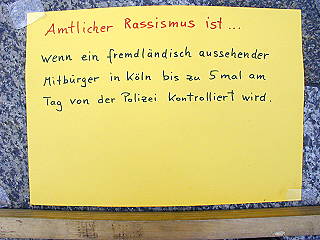 Amtlicher Rassismus ist...
Wenn ein fremdländisch aussehender
Mitbürger in Köln bis zu 5 mal am
Tag von der Polizei kontrolliert wird.